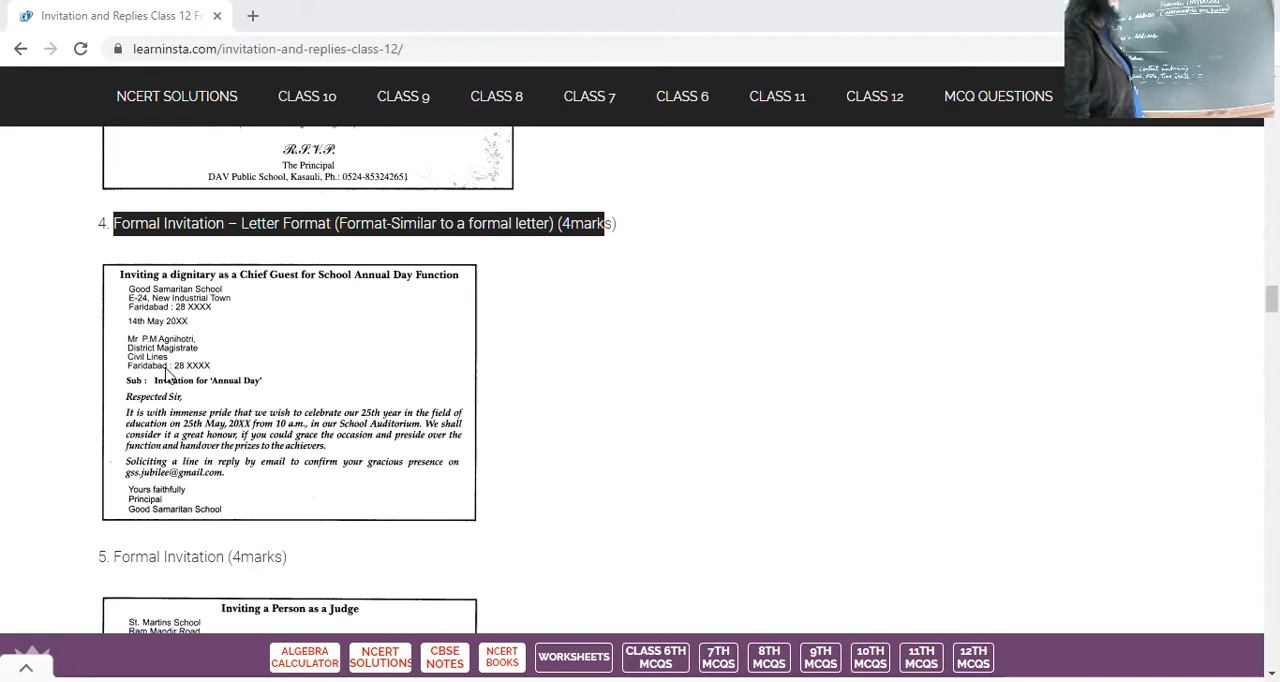 Invitation and Replies Class 12 Fo
learninsta.com/invitation-and-replies-class-12/
NCERT SOLUTIONS CLASS 10 CLASS 9 CLASS 8 CLASS 7 CLASS 6 CLASS 11 CLASS 12 MCQ QUESTIONS
R.S.V.P.
The Principal
DAV Public School, Kasauli, Ph.: 0524-853242651
4. Formal Invitation – Letter Format (Format-Similar to a formal letter) (4marks)
Inviting a dignitary as a Chief Guest for School Annual Day Function
Good Samaritan School
E-24, New Industrial Town
Faridabad : 28 XXXX
14th May 20XX
Mr P.M Agnihotri,
District Magistrate
Civil Lines
Faridabad : 28 XXXX
Sub : Invitation for 'Annual Day'
Respected Sir,
It is with immense pride that we wish to celebrate our 25th year in the field of
education on 25th May, 20XX from 10 a.m., in our School Auditorium. We shall
consider it a great honour, if you could grace the occasion and preside over the
function and handover the prizes to the achievers.
Soliciting a line in reply by email to confirm your gracious presence on
gss.jubilee@gmail.com.
Yours faithfully
Principal
Good Samaritan School
5. Formal Invitation (4marks)
Inviting a Person as a Judge
St. Martins School
Ram Mandir Road
ALGEBRA CALCULATOR
NCERT SOLUTIONS
CBSE NOTES
NCERT BOOKS
WORKSHEETS
CLASS 6TH MCQS
7TH MCQS
8TH MCQS
9TH MCQS
10TH MCQS
11TH MCQS
12TH MCQS